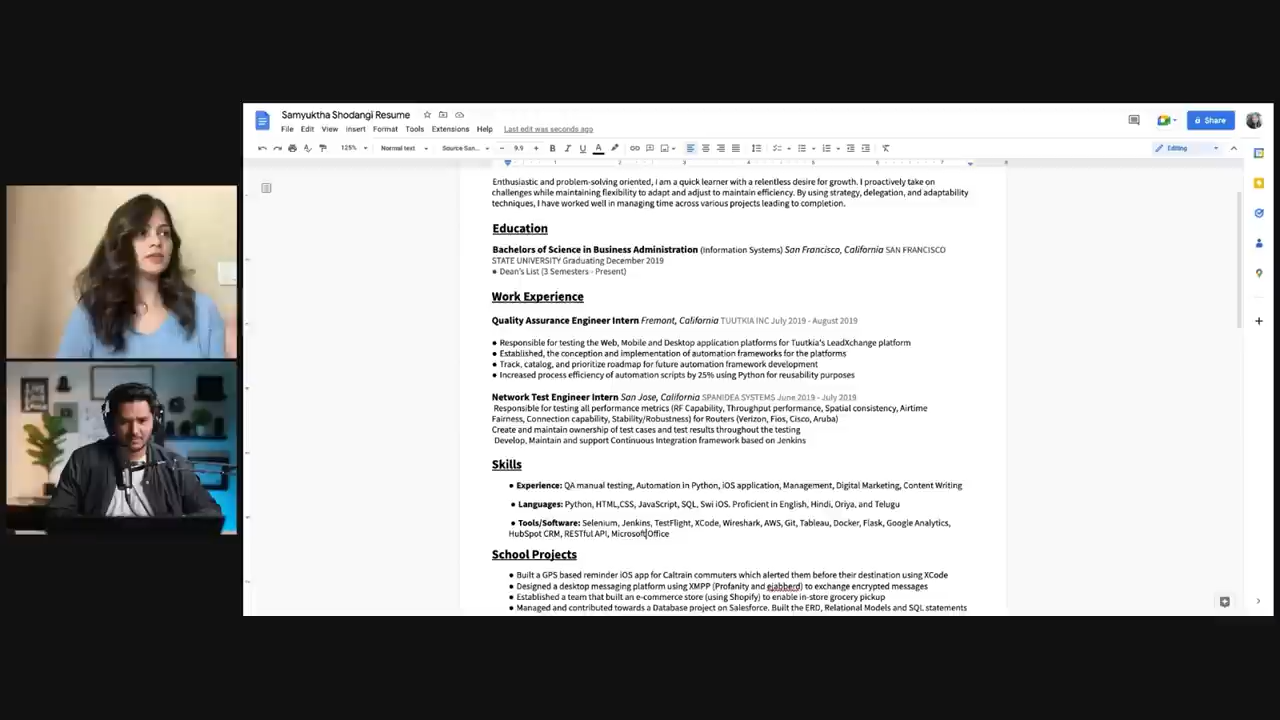 Samyuktha Shodangi Resume
File Edit View Insert Format Tools Extensions Help Last edit was seconds ago
Share
125% Normal text Source San... 9.9 B I U A Editing
1 2 3 4 5 6 7 8
Enthusiastic and problem-solving oriented, I am a quick learner with a relentless desire for growth. I proactively take on
challenges while maintaining flexibility to adapt and adjust to maintain efficiency. By using strategy, delegation, and adaptability
techniques, I have worked well in managing time across various projects leading to completion.
Education
Bachelors of Science in Business Administration (Information Systems) San Francisco, California SAN FRANCISCO
STATE UNIVERSITY Graduating December 2019
● Dean's List (3 Semesters - Present)
Work Experience
Quality Assurance Engineer Intern Fremont, California TUUTKIA INC July 2019 - August 2019
● Responsible for testing the Web, Mobile and Desktop application platforms for Tuutkia's LeadXchange platform
● Established, the conception and implementation of automation frameworks for the platforms
● Track, catalog, and prioritize roadmap for future automation framework development
● Increased process efficiency of automation scripts by 25% using Python for reusability purposes
Network Test Engineer Intern San Jose, California SPANIDEA SYSTEMS June 2019 - July 2019
Responsible for testing all performance metrics (RF Capability, Throughput performance, Spatial consistency, Airtime
Fairness, Connection capability, Stability/Robustness) for Routers (Verizon, Fios, Cisco, Aruba)
Create and maintain ownership of test cases and test results throughout the testing
Develop, Maintain and support Continuous Integration framework based on Jenkins
Skills
● Experience: QA manual testing, Automation in Python, iOS application, Management, Digital Marketing, Content Writing
● Languages: Python, HTML,CSS, JavaScript, SQL, Swi iOS. Proficient in English, Hindi, Oriya, and Telugu
● Tools/Software: Selenium, Jenkins, TestFlight, XCode, Wireshark, AWS, Git, Tableau, Docker, Flask, Google Analytics,
HubSpot CRM, RESTful API, Microsoft Office
School Projects
● Built a GPS based reminder iOS app for Caltrain commuters which alerted them before their destination using XCode
● Designed a desktop messaging platform using XMPP (Profanity and ejabberd) to exchange encrypted messages
● Established a team that built an e-commerce store (using Shopify) to enable in-store grocery pickup
● Managed and contributed towards a Database project on Salesforce. Built the ERD, Relational Models and SQL statements